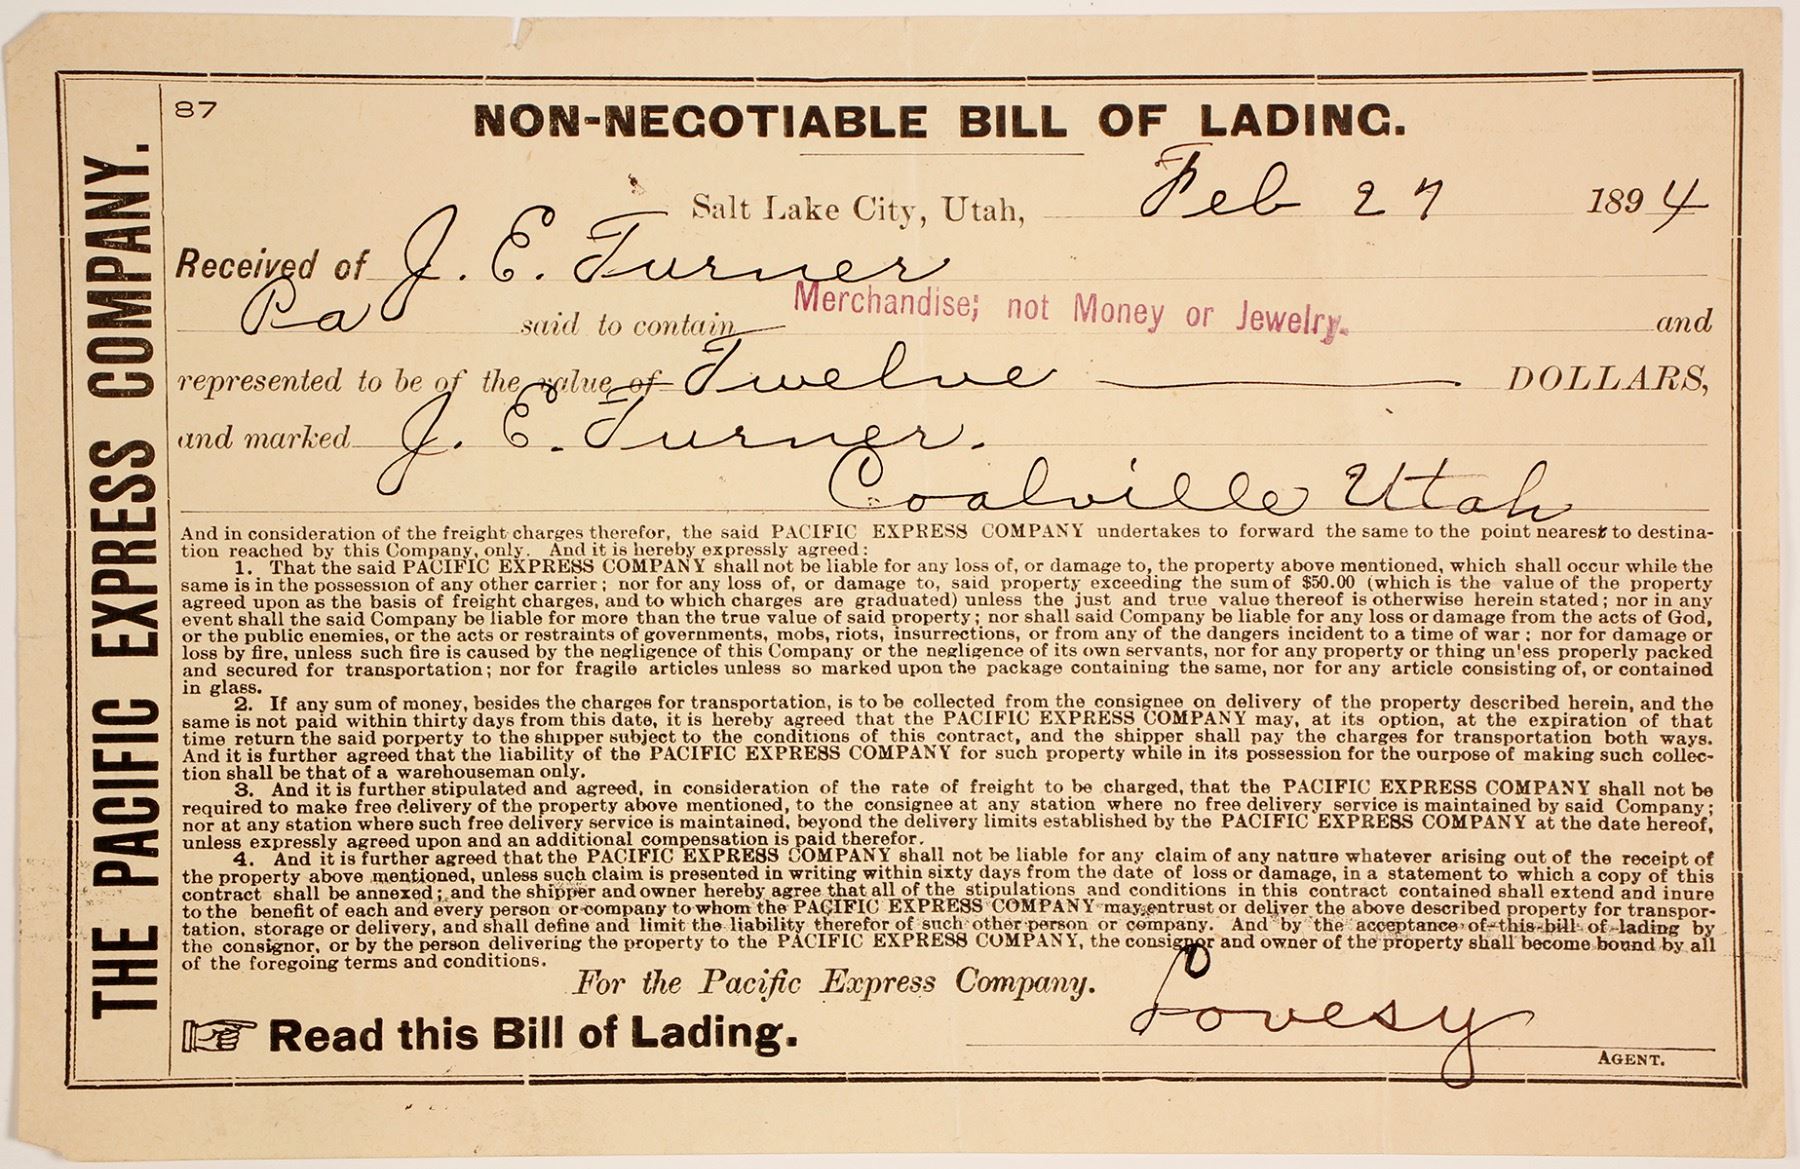 THE PACIFIC EXPRESS COMPANY.
87
NON-NEGOTIABLE BILL OF LADING.
Salt Lake City, Utah, Feb 27 1894
Received of J. E. Turner
Pa said to contain Merchandise; not Money or Jewelry. and
represented to be of the value of Twelve DOLLARS,
and marked J. E. Turner.
Coalville Utah
And in consideration of the freight charges therefor, the said PACIFIC EXPRESS COMPANY undertakes to forward the same to the point nearest to destina-
tion reached by this Company, only. And it is hereby expressly agreed:
1. That the said PACIFIC EXPRESS COMPANY shall not be liable for any loss of, or damage to, the property above mentioned, which shall occur while the
same is in the possession of any other carrier; nor for any loss of, or damage to, said property exceeding the sum of $50.00 (which is the value of the property
agreed upon as the basis of freight charges, and to which charges are graduated) unless the just and true value thereof is otherwise herein stated; nor in any
event shall the said Company be liable for more than the true value of said property; nor shall said Company be liable for any loss or damage from the acts of God,
or the public enemies, or the acts or restraints of governments, mobs, riots, insurrections, or from any of the dangers incident to a time of war; nor for damage or
loss by fire, unless such fire is caused by the negligence of this Company or the negligence of its own servants, nor for any property or thing un'ess properly packed
and secured for transportation; nor for fragile articles unless so marked upon the package containing the same, nor for any article consisting of, or contained
in glass.
2. If any sum of money, besides the charges for transportation, is to be collected from the consignee on delivery of the property described herein, and the
same is not paid within thirty days from this date, it is hereby agreed that the PACIFIC EXPRESS COMPANY may, at its option, at the expiration of that
time return the said porperty to the shipper subject to the conditions of this contract, and the shipper shall pay the charges for transportation both ways.
And it is further agreed that the liability of the PACIFIC EXPRESS COMPANY for such property while in its possession for the purpose of making such collec-
tion shall be that of a warehouseman only.
3. And it is further stipulated and agreed, in consideration of the rate of freight to be charged, that the PACIFIC EXPRESS COMPANY shall not be
required to make free delivery of the property above mentioned, to the consignee at any station where no free delivery service is maintained by said Company;
nor at any station where such free delivery service is maintained, beyond the delivery limits established by the PACIFIC EXPRESS COMPANY at the date hereof,
unless expressly agreed upon and an additional compensation is paid therefor.
4. And it is further agreed that the PACIFIC EXPRESS COMPANY shall not be liable for any claim of any nature whatever arising out of the receipt of
the property above mentioned, unless such claim is presented in writing within sixty days from the date of loss or damage, in a statement to which a copy of this
contract shall be annexed; and the shipper and owner hereby agree that all of the stipulations and conditions in this contract contained shall extend and inure
to the benefit of each and every person or company to whom the PACIFIC EXPRESS COMPANY may entrust or deliver the above described property for transpor-
tation, storage or delivery, and shall define and limit the liability therefor of such other person or company. And by the acceptance of this bill of lading by
the consignor, or by the person delivering the property to the PACIFIC EXPRESS COMPANY, the consignor and owner of the property shall become bound by all
of the foregoing terms and conditions.
For the Pacific Express Company.
Read this Bill of Lading.
Lovesy
AGENT.